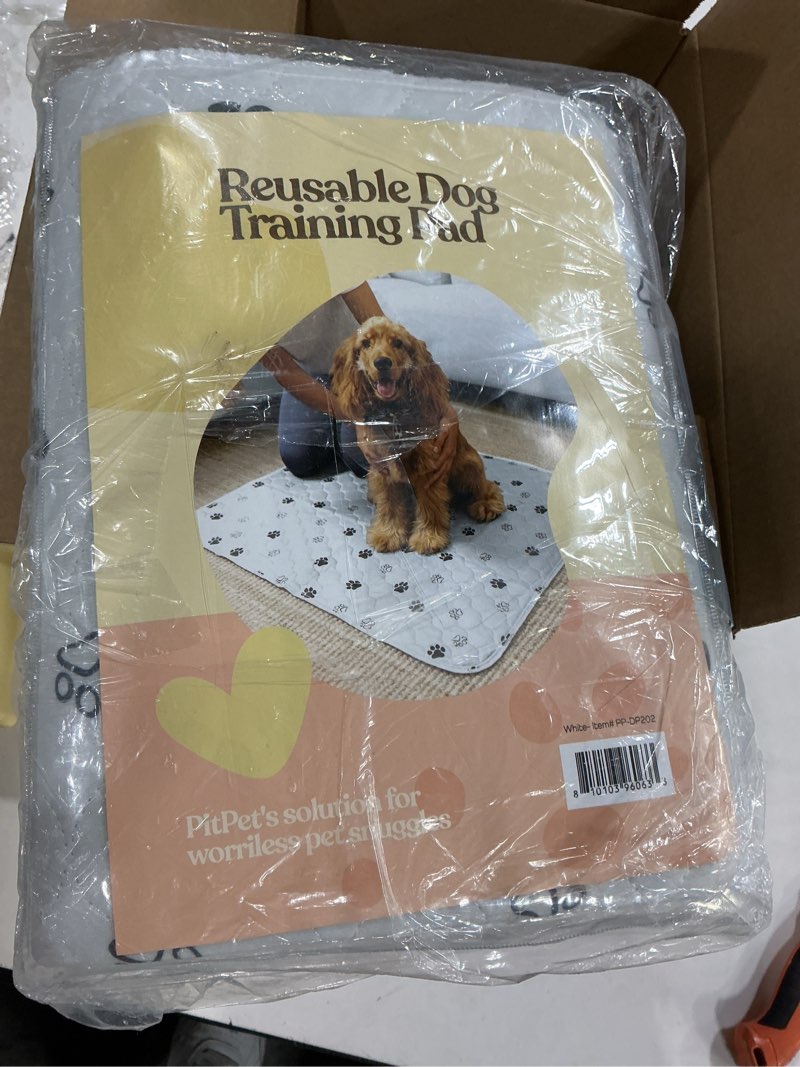 Reusable Dog
Training Pad
White- Item# PP-DP202
8 10103 96063 3
PitPet's solution for
worriless pet snuggles